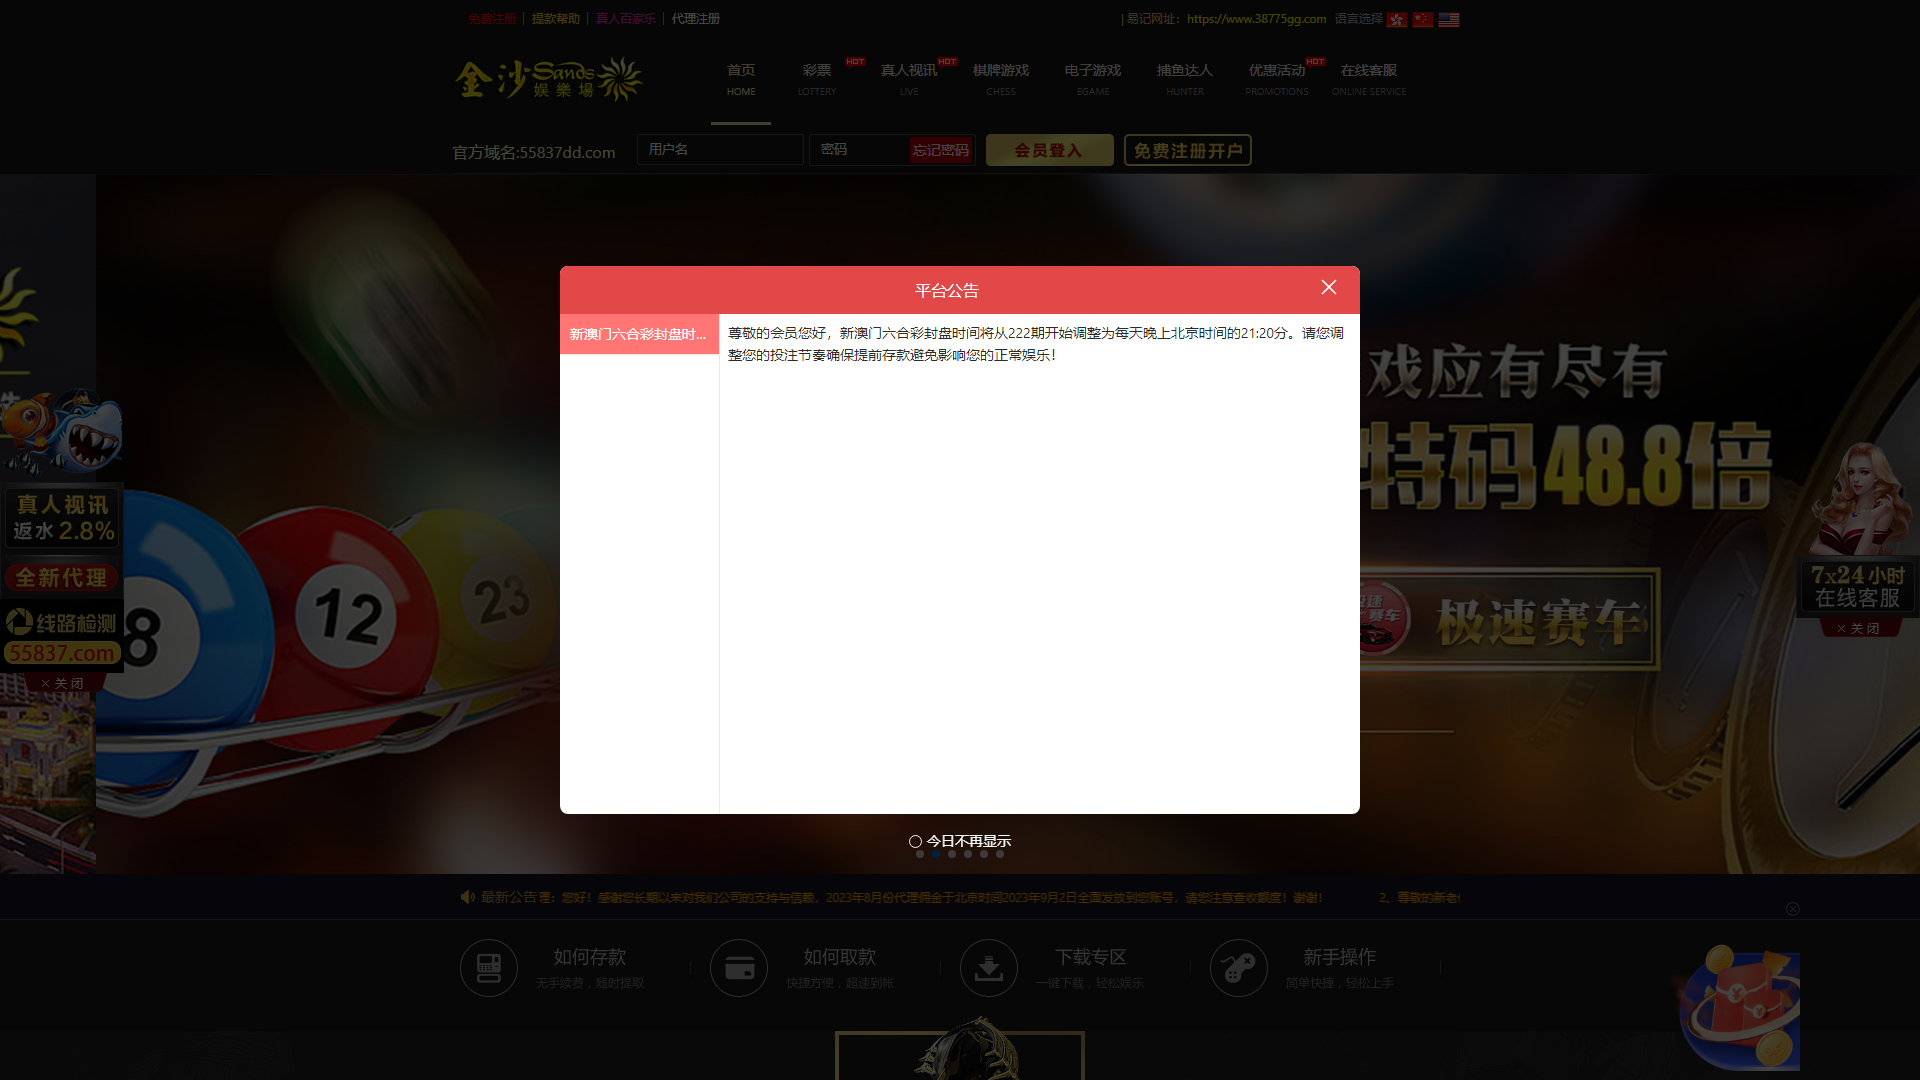 免费注册 | 提款帮助 | 真人百家乐 | 代理注册
| 易记网址：https://www.38775gg.com 语言选择
金沙 Sands 娱樂場
首页 彩票 HOT 真人视讯 HOT 棋牌游戏 电子游戏 捕鱼达人 优惠活动 HOT 在线客服
HOME LOTTERY LIVE CHESS EGAME HUNTER PROMOTIONS ONLINE SERVICE
官方域名:55837dd.com 用户名 密码 忘记密码 会员登入 免费注册开户
平台公告
新澳门六合彩封盘时...
尊敬的会员您好，新澳门六合彩封盘时间将从222期开始调整为每天晚上北京时间的21:20分。请您调
整您的投注节奏确保提前存款避免影响您的正常娱乐！
戏应有尽有
特码48.8倍
极速赛车
8
12
23
真人视讯
返水 2.8%
全新代理
线路检测
55837.com
× 关闭
7x24小时
在线客服
× 关闭
今日不再显示
最新公告 理：您好！感谢您长期以来对我们公司的支持与信赖，2023年8月份代理佣金于北京时间2023年9月2日全面发放到您账号，请您注意查收额度！谢谢！ 2、尊敬的新老
如何存款 如何取款 下载专区 新手操作
无手续费，随时提取 快捷方便，超速到帐 一键下载，轻松娱乐 简单快捷，轻松上手